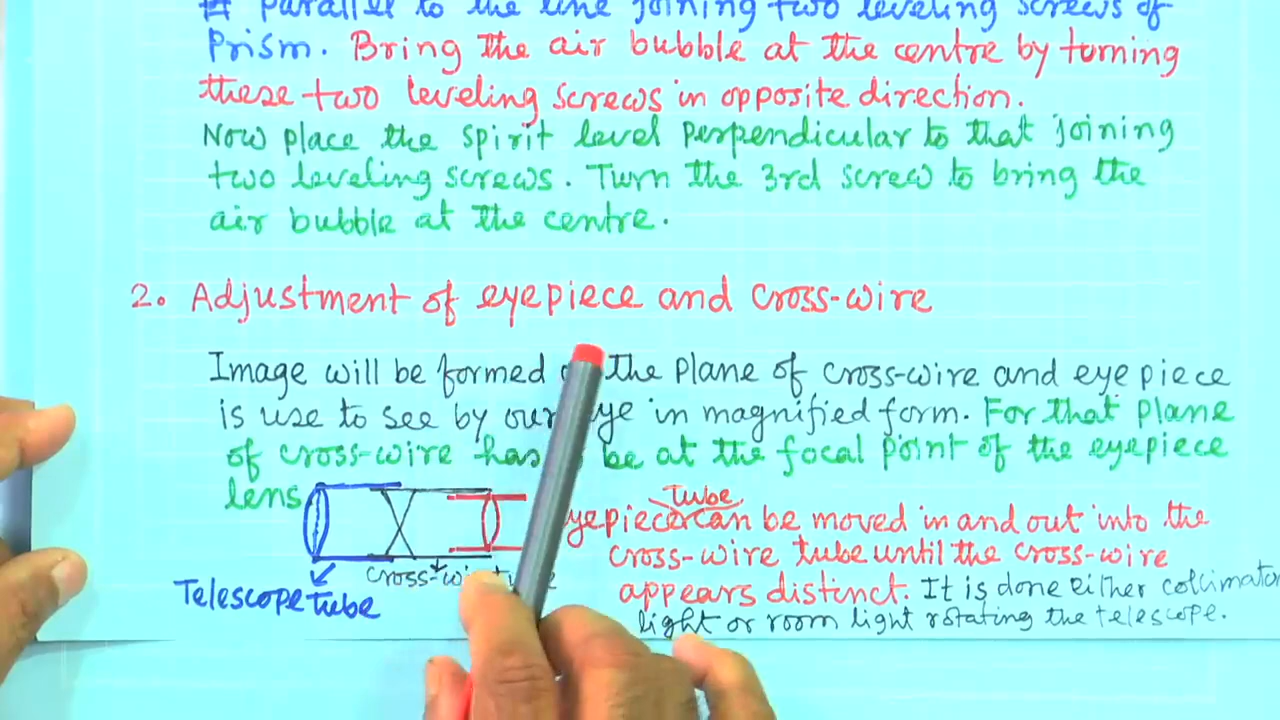 # Parallel to the line joining two leveling screws of
Prism. Bring the air bubble at the centre by turning
these two leveling screws in opposite direction.
Now place the spirit level perpendicular to that joining
two leveling screws. Turn the 3rd screw to bring the
air bubble at the centre.
2. Adjustment of eyepiece and cross-wire
Image will be formed the plane of cross-wire and eyepiece
is use to see by our eye in magnified form. For that plane
of cross-wire has be at the focal point of the eyepiece
lens
tube
eyepiece can be moved in and out into the
cross-wire tube until the cross-wire
appears distinct. It is done either collimator
light or room light rotating the telescope.
cross-wire
Telescope tube